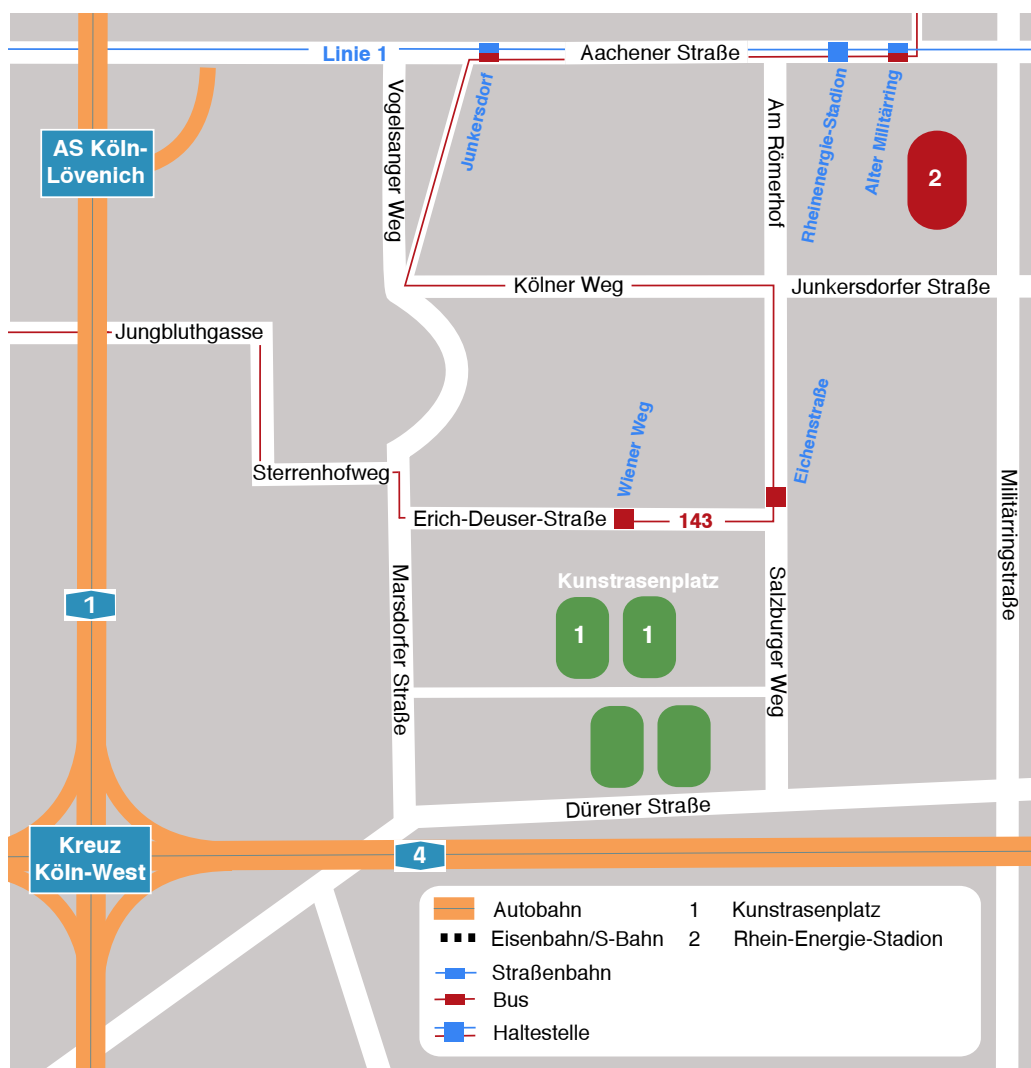 Linie 1
Aachener Straße
Junkersdorf
Rheinenergie-Stadion
Alter Militärring
Vogelsanger Weg
Am Römerhof
AS Köln-
Lövenich
2
Kölner Weg
Junkersdorfer Straße
Jungbluthgasse
Wiener Weg
Eichenstraße
Sterrenhofweg
Erich-Deuser-Straße
143
Militärringstraße
Kunstrasenplatz
1
1
1
Marsdorfer Straße
Salzburger Weg
Dürener Straße
Kreuz
Köln-West
4
Autobahn
1 Kunstrasenplatz
Eisenbahn/S-Bahn
2 Rhein-Energie-Stadion
Straßenbahn
Bus
Haltestelle